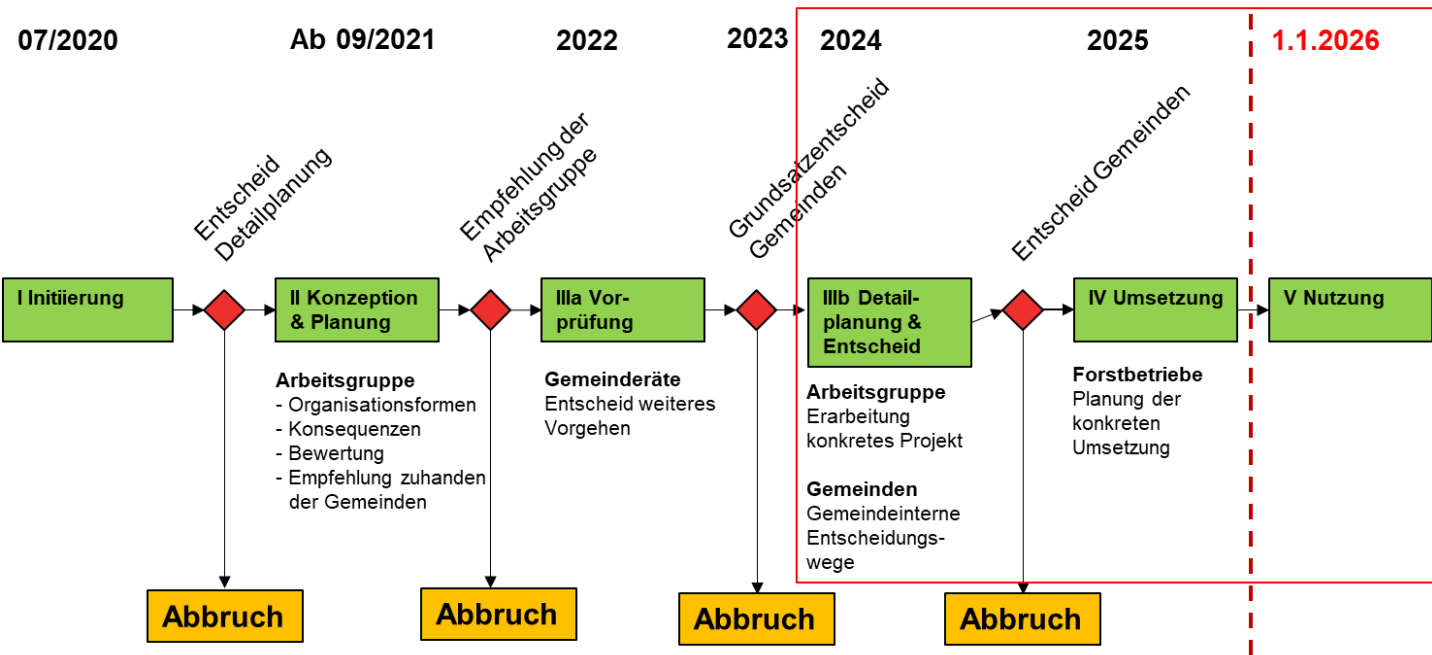 07/2020
Ab 09/2021
2022
2023
2024
2025
1.1.2026
Entscheid
Detailplanung
Empfehlung der
Arbeitsgruppe
Grundsatzentscheid
Gemeinden
Entscheid Gemeinden
I Initiierung
II Konzeption
& Planung
IIIa Vor-
prüfung
IIIb Detail-
planung &
Entscheid
IV Umsetzung
V Nutzung
Arbeitsgruppe
- Organisationsformen
- Konsequenzen
- Bewertung
- Empfehlung zuhanden
der Gemeinden
Gemeinderäte
Entscheid weiteres
Vorgehen
Arbeitsgruppe
Erarbeitung
konkretes Projekt
Gemeinden
Gemeindeinterne
Entscheidungs-
wege
Forstbetriebe
Planung der
konkreten
Umsetzung
Abbruch
Abbruch
Abbruch
Abbruch